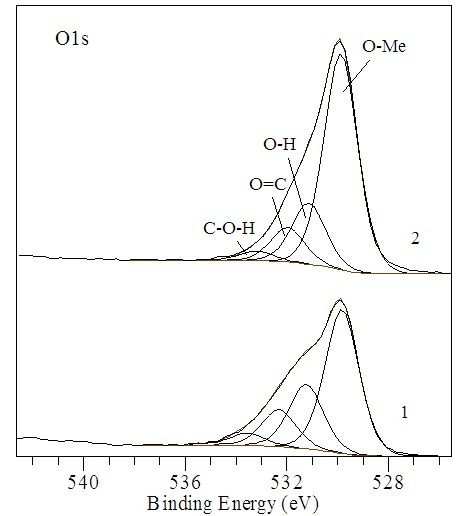 O1s
O-Me
O-H
O=C
C-O-H
2
1
540 536 532 528
Binding Energy (eV)